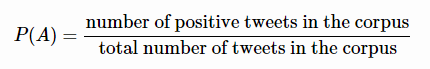 P(A) = number of positive tweets in the corpus
total number of tweets in the corpus